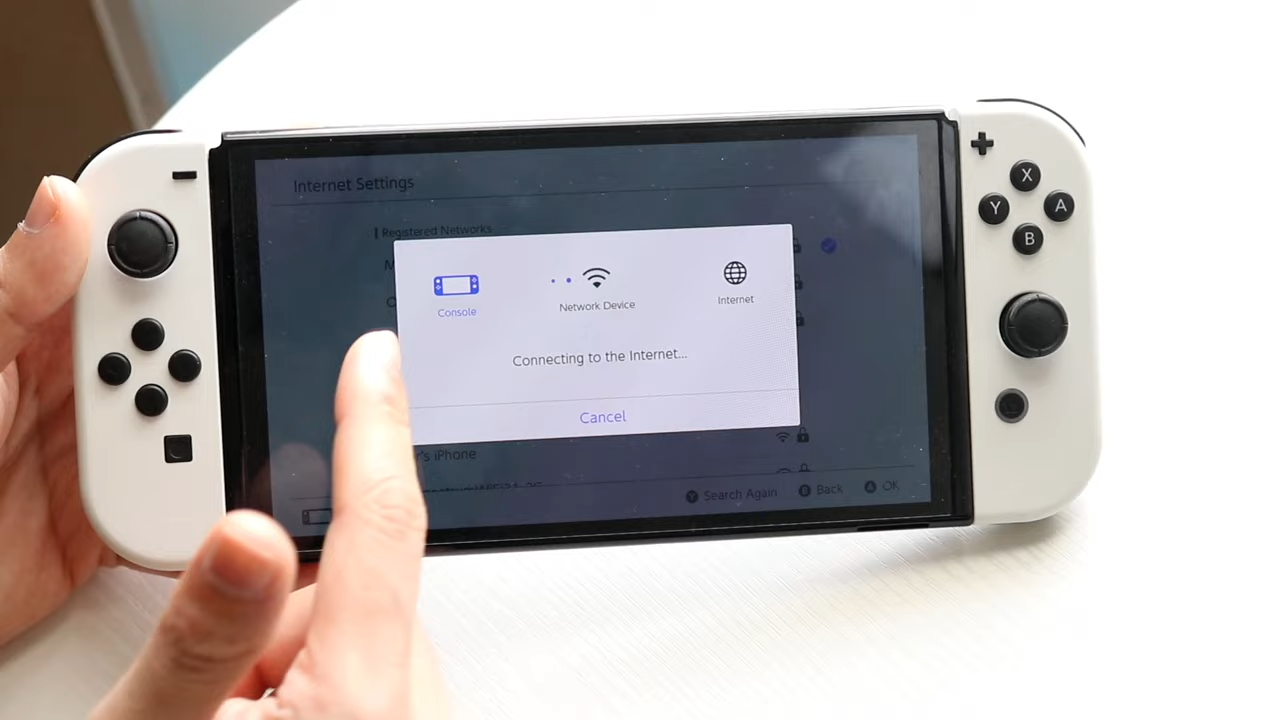 Internet Settings
Registered Networks
Console
Network Device
Internet
Connecting to the Internet...
Cancel
's iPhone
Y Search Again
B Back
A OK
X
Y
A
B